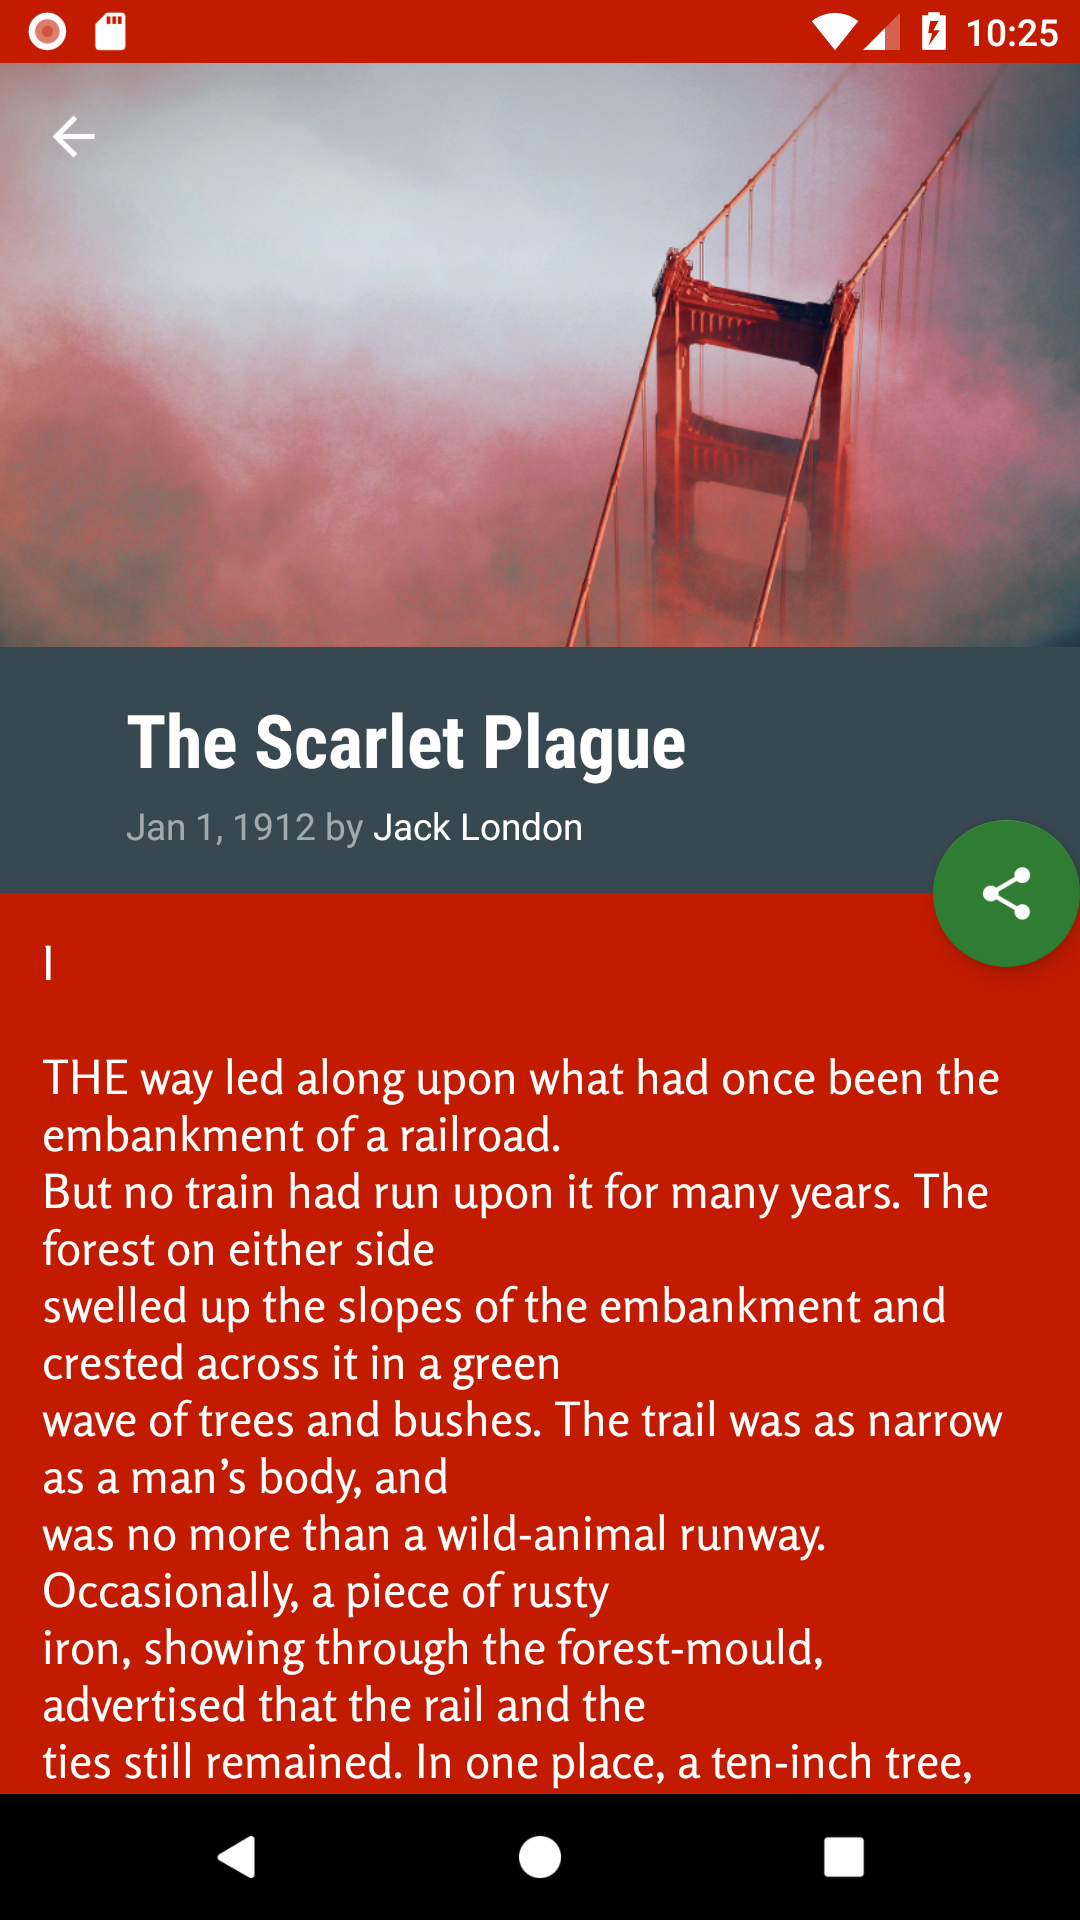 10:25
The Scarlet Plague
Jan 1, 1912 by Jack London
I
THE way led along upon what had once been the
embankment of a railroad.
But no train had run upon it for many years. The
forest on either side
swelled up the slopes of the embankment and
crested across it in a green
wave of trees and bushes. The trail was as narrow
as a man’s body, and
was no more than a wild-animal runway.
Occasionally, a piece of rusty
iron, showing through the forest-mould,
advertised that the rail and the
ties still remained. In one place, a ten-inch tree,